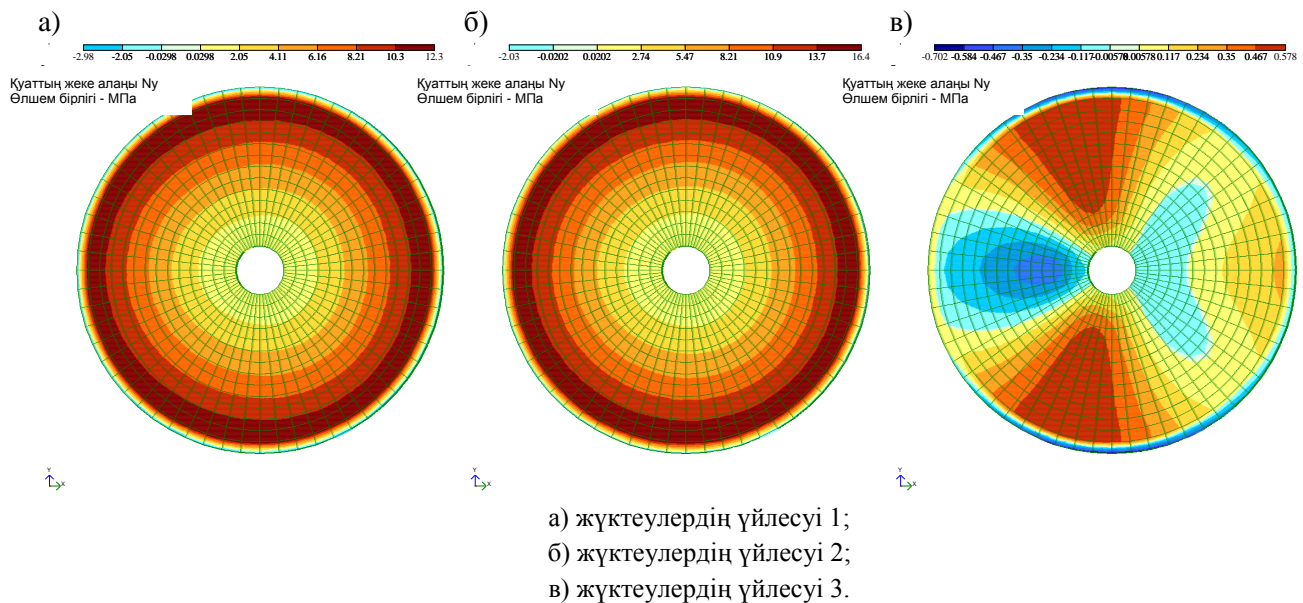 а)
-2.98 -2.05 -0.0298 0.0298 2.05 4.11 6.16 8.21 10.3 12.3
Қуаттың жеке алаңы Ny
Өлшем бірлігі - МПа
Y
X
б)
-2.03 -0.0202 0.0202 2.74 5.47 8.21 10.9 13.7 16.4
Қуаттың жеке алаңы Ny
Өлшем бірлігі - МПа
Y
X
в)
-0.702 -0.584 -0.467 -0.35 -0.234 -0.117 -0.00578 0.00578 0.117 0.234 0.35 0.467 0.578
Қуаттың жеке алаңы Ny
Өлшем бірлігі - МПа
Y
X
а) жүктеулердің үйлесуі 1;
б) жүктеулердің үйлесуі 2;
в) жүктеулердің үйлесуі 3.